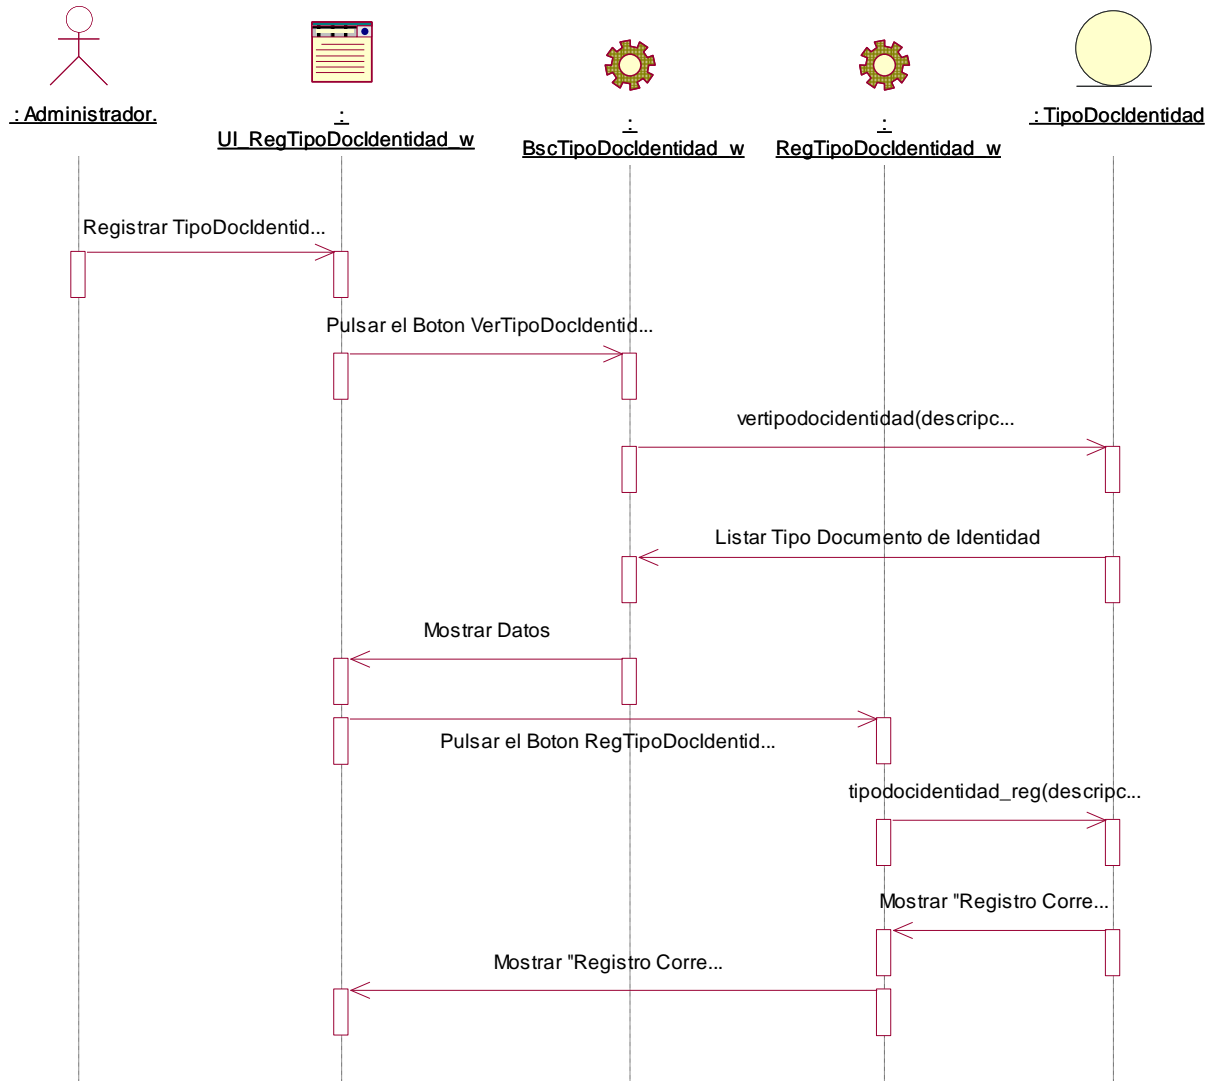 : Administrador.
:
UI_RegTipoDocIdentidad_w
:
BscTipoDocIdentidad_w
:
RegTipoDocIdentidad_w
: TipoDocIdentidad
Registrar TipoDocIdentid...
Pulsar el Boton VerTipoDocIdentid...
vertipodocidentidad(descripc...
Listar Tipo Documento de Identidad
Mostrar Datos
Pulsar el Boton RegTipoDocIdentid...
tipodocidentidad_reg(descripc...
Mostrar "Registro Corre...
Mostrar "Registro Corre...